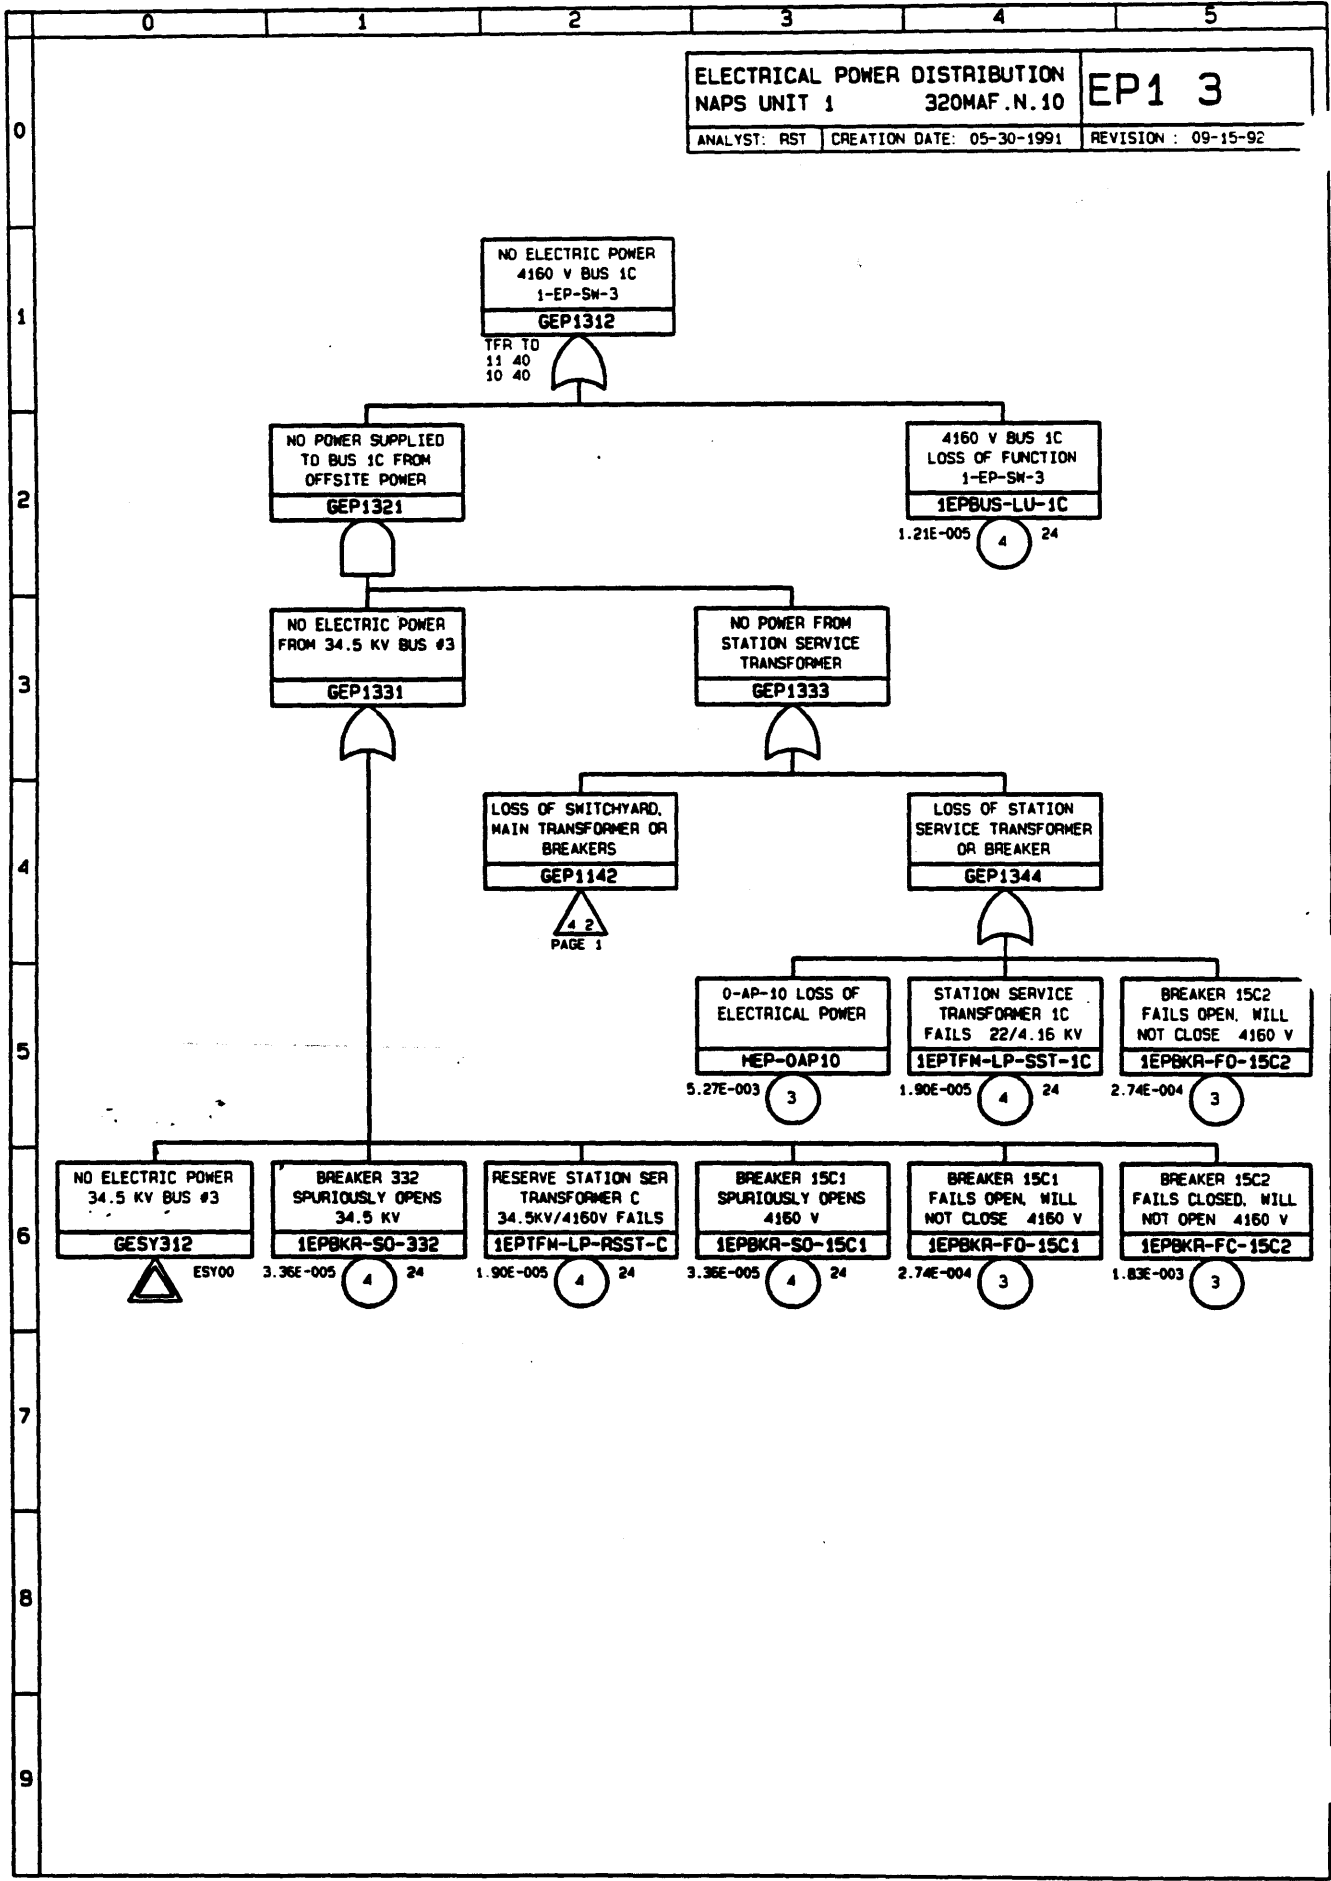 0 1 2 3 4 5
ELECTRICAL POWER DISTRIBUTION
NAPS UNIT 1 320MAF.N.10
EP1 3
ANALYST: RST CREATION DATE: 05-30-1991 REVISION : 09-15-92
0
NO ELECTRIC POWER
4160 V BUS 1C
1-EP-SW-3
GEP1312
TFR TO
11 40
10 40
1
NO POWER SUPPLIED
TO BUS 1C FROM
OFFSITE POWER
GEP1321
4160 V BUS 1C
LOSS OF FUNCTION
1-EP-SW-3
1EPBUS-LU-1C
1.21E-005 4 24
2
NO ELECTRIC POWER
FROM 34.5 KV BUS #3
GEP1331
NO POWER FROM
STATION SERVICE
TRANSFORMER
GEP1333
3
LOSS OF SWITCHYARD,
MAIN TRANSFORMER OR
BREAKERS
GEP1142
4 2
PAGE 1
LOSS OF STATION
SERVICE TRANSFORMER
OR BREAKER
GEP1344
4
0-AP-10 LOSS OF
ELECTRICAL POWER
HEP-OAP10
5.27E-003 3
STATION SERVICE
TRANSFORMER 1C
FAILS 22/4.16 KV
1EPTFM-LP-SST-1C
1.90E-005 4 24
BREAKER 15C2
FAILS OPEN, WILL
NOT CLOSE 4160 V
1EPBKR-FO-15C2
2.74E-004 3
5
NO ELECTRIC POWER
34.5 KV BUS #3
GESY312
ESY00
BREAKER 332
SPURIOUSLY OPENS
34.5 KV
1EPBKR-SO-332
3.36E-005 4 24
RESERVE STATION SER
TRANSFORMER C
34.5KV/4160V FAILS
1EPTFM-LP-RSST-C
1.90E-005 4 24
BREAKER 15C1
SPURIOUSLY OPENS
4160 V
1EPBKR-SO-15C1
3.36E-005 4 24
BREAKER 15C1
FAILS OPEN, WILL
NOT CLOSE 4160 V
1EPBKR-FO-15C1
2.74E-004 3
BREAKER 15C2
FAILS CLOSED, WILL
NOT OPEN 4160 V
1EPBKR-FC-15C2
1.83E-003 3
6
7
8
9